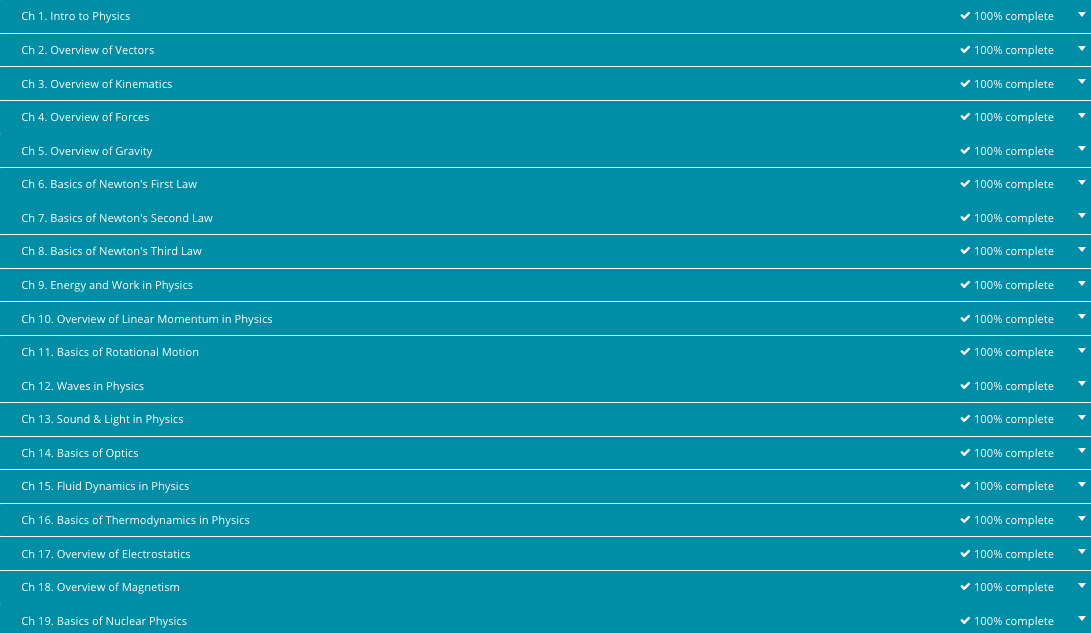 Ch 1. Intro to Physics 100% complete
Ch 2. Overview of Vectors 100% complete
Ch 3. Overview of Kinematics 100% complete
Ch 4. Overview of Forces 100% complete
Ch 5. Overview of Gravity 100% complete
Ch 6. Basics of Newton's First Law 100% complete
Ch 7. Basics of Newton's Second Law 100% complete
Ch 8. Basics of Newton's Third Law 100% complete
Ch 9. Energy and Work in Physics 100% complete
Ch 10. Overview of Linear Momentum in Physics 100% complete
Ch 11. Basics of Rotational Motion 100% complete
Ch 12. Waves in Physics 100% complete
Ch 13. Sound & Light in Physics 100% complete
Ch 14. Basics of Optics 100% complete
Ch 15. Fluid Dynamics in Physics 100% complete
Ch 16. Basics of Thermodynamics in Physics 100% complete
Ch 17. Overview of Electrostatics 100% complete
Ch 18. Overview of Magnetism 100% complete
Ch 19. Basics of Nuclear Physics 100% complete